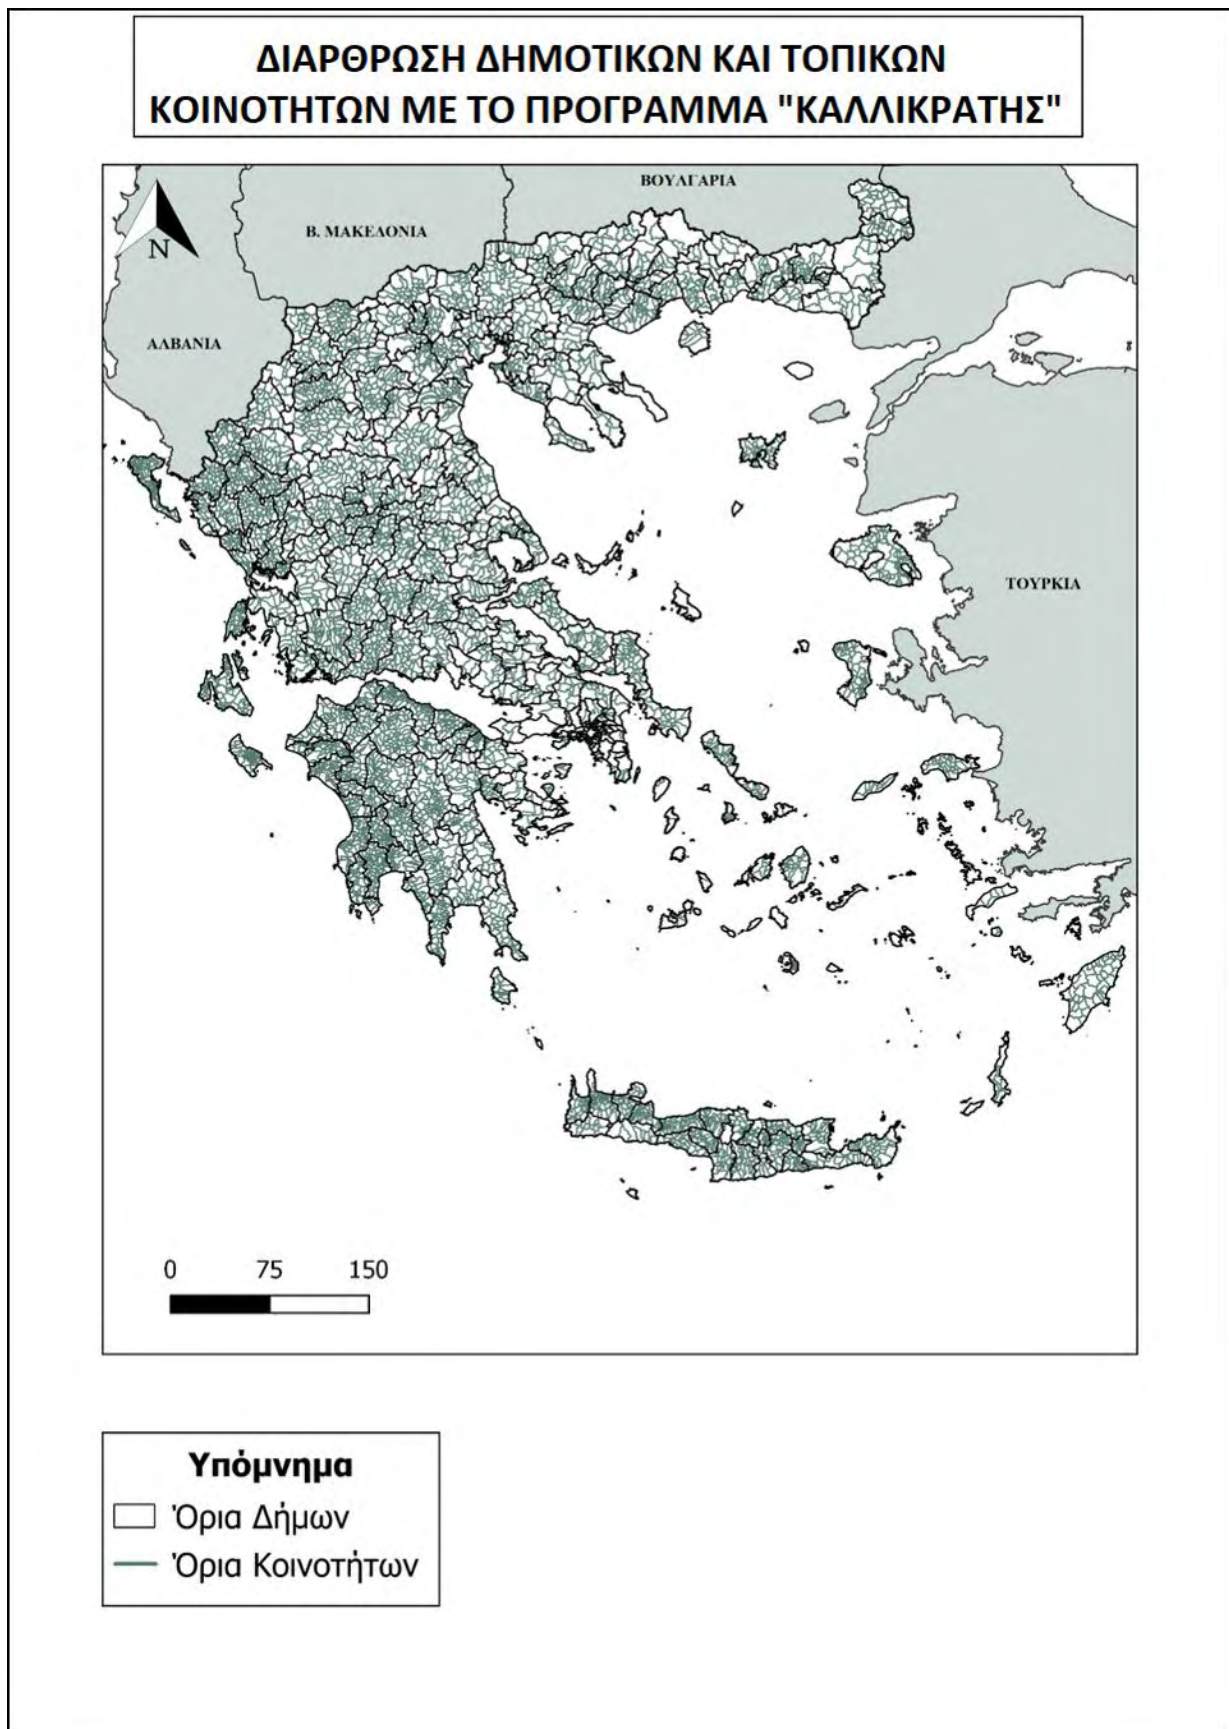 ΔΙΑΡΘΡΩΣΗ ΔΗΜΟΤΙΚΩΝ ΚΑΙ ΤΟΠΙΚΩΝ
ΚΟΙΝΟΤΗΤΩΝ ΜΕ ΤΟ ΠΡΟΓΡΑΜΜΑ "ΚΑΛΛΙΚΡΑΤΗΣ"
ΒΟΥΛΓΑΡΙΑ
Β. ΜΑΚΕΔΟΝΙΑ
N
ΑΛΒΑΝΙΑ
ΤΟΥΡΚΙΑ
0 75 150
Υπόμνημα
Όρια Δήμων
Όρια Κοινοτήτων